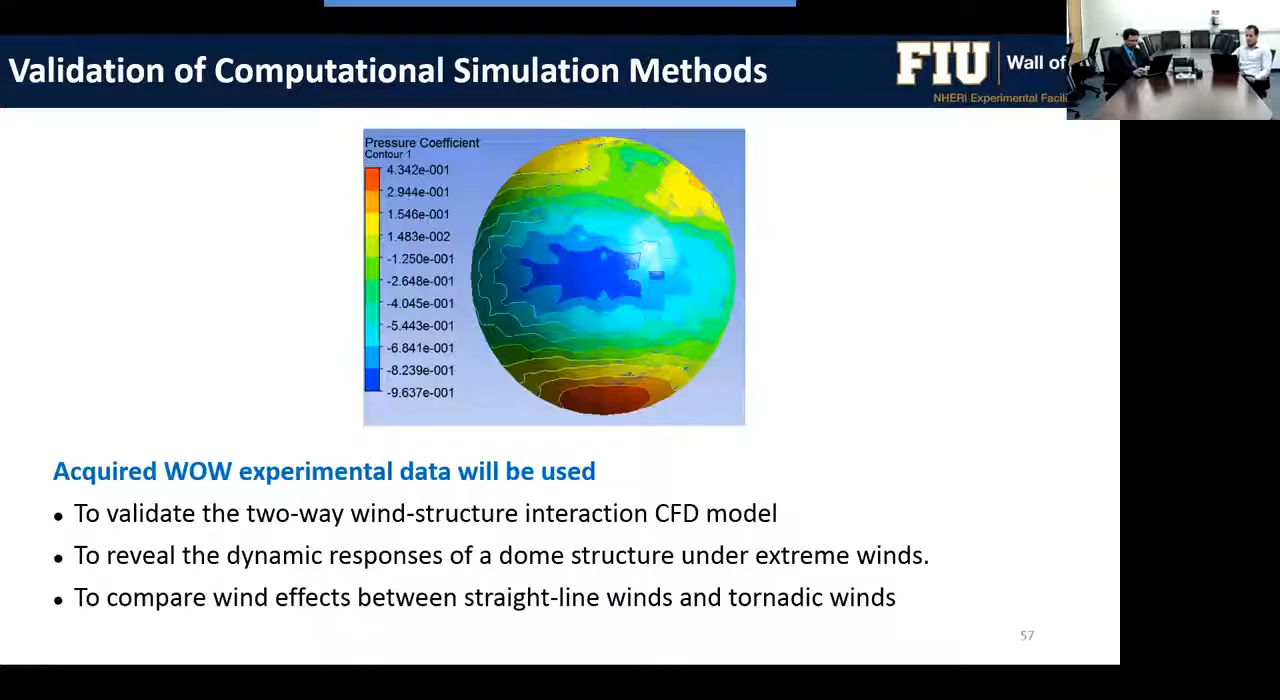 Validation of Computational Simulation Methods
FIU
Wall of
NHERI Experimental Facili
Pressure Coefficient
Contour 1
4.342e-001
2.944e-001
1.546e-001
1.483e-002
-1.250e-001
-2.648e-001
-4.045e-001
-5.443e-001
-6.841e-001
-8.239e-001
-9.637e-001
Acquired WOW experimental data will be used
• To validate the two-way wind-structure interaction CFD model
• To reveal the dynamic responses of a dome structure under extreme winds.
• To compare wind effects between straight-line winds and tornadic winds
57